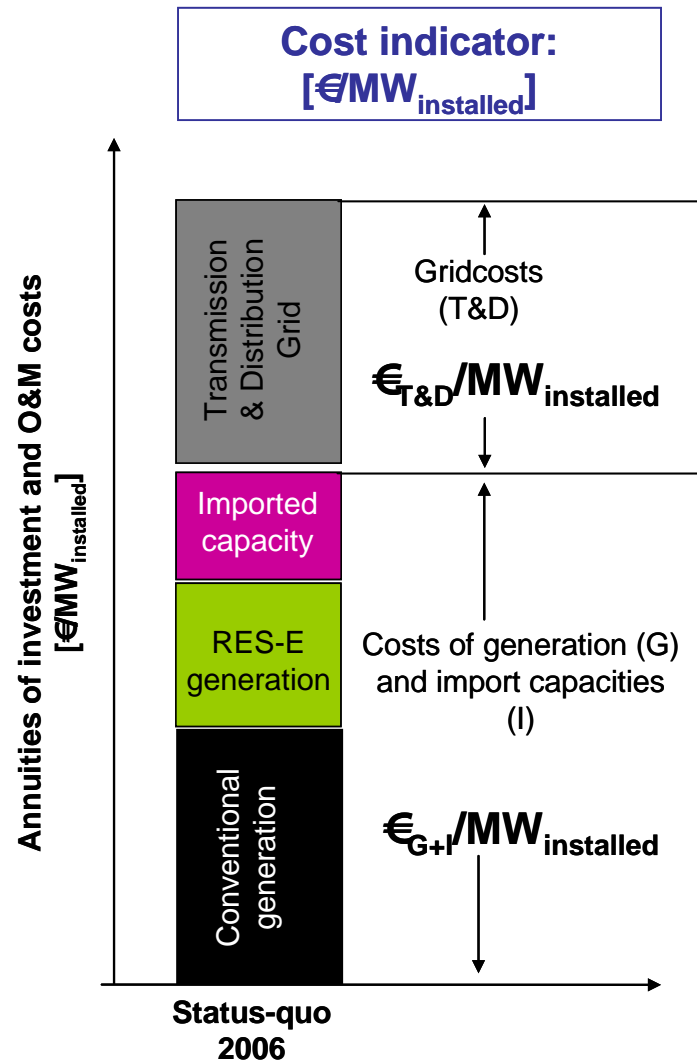 Cost indicator:
[€/MWinstalled]
Annuities of investment and O&M costs
[€/MWinstalled]
Transmission
& Distribution
Grid
Gridcosts
(T&D)
€T&D/MWinstalled
Imported
capacity
RES-E
generation
Costs of generation (G)
and import capacities
(I)
Conventional
generation
€G+I/MWinstalled
Status-quo
2006